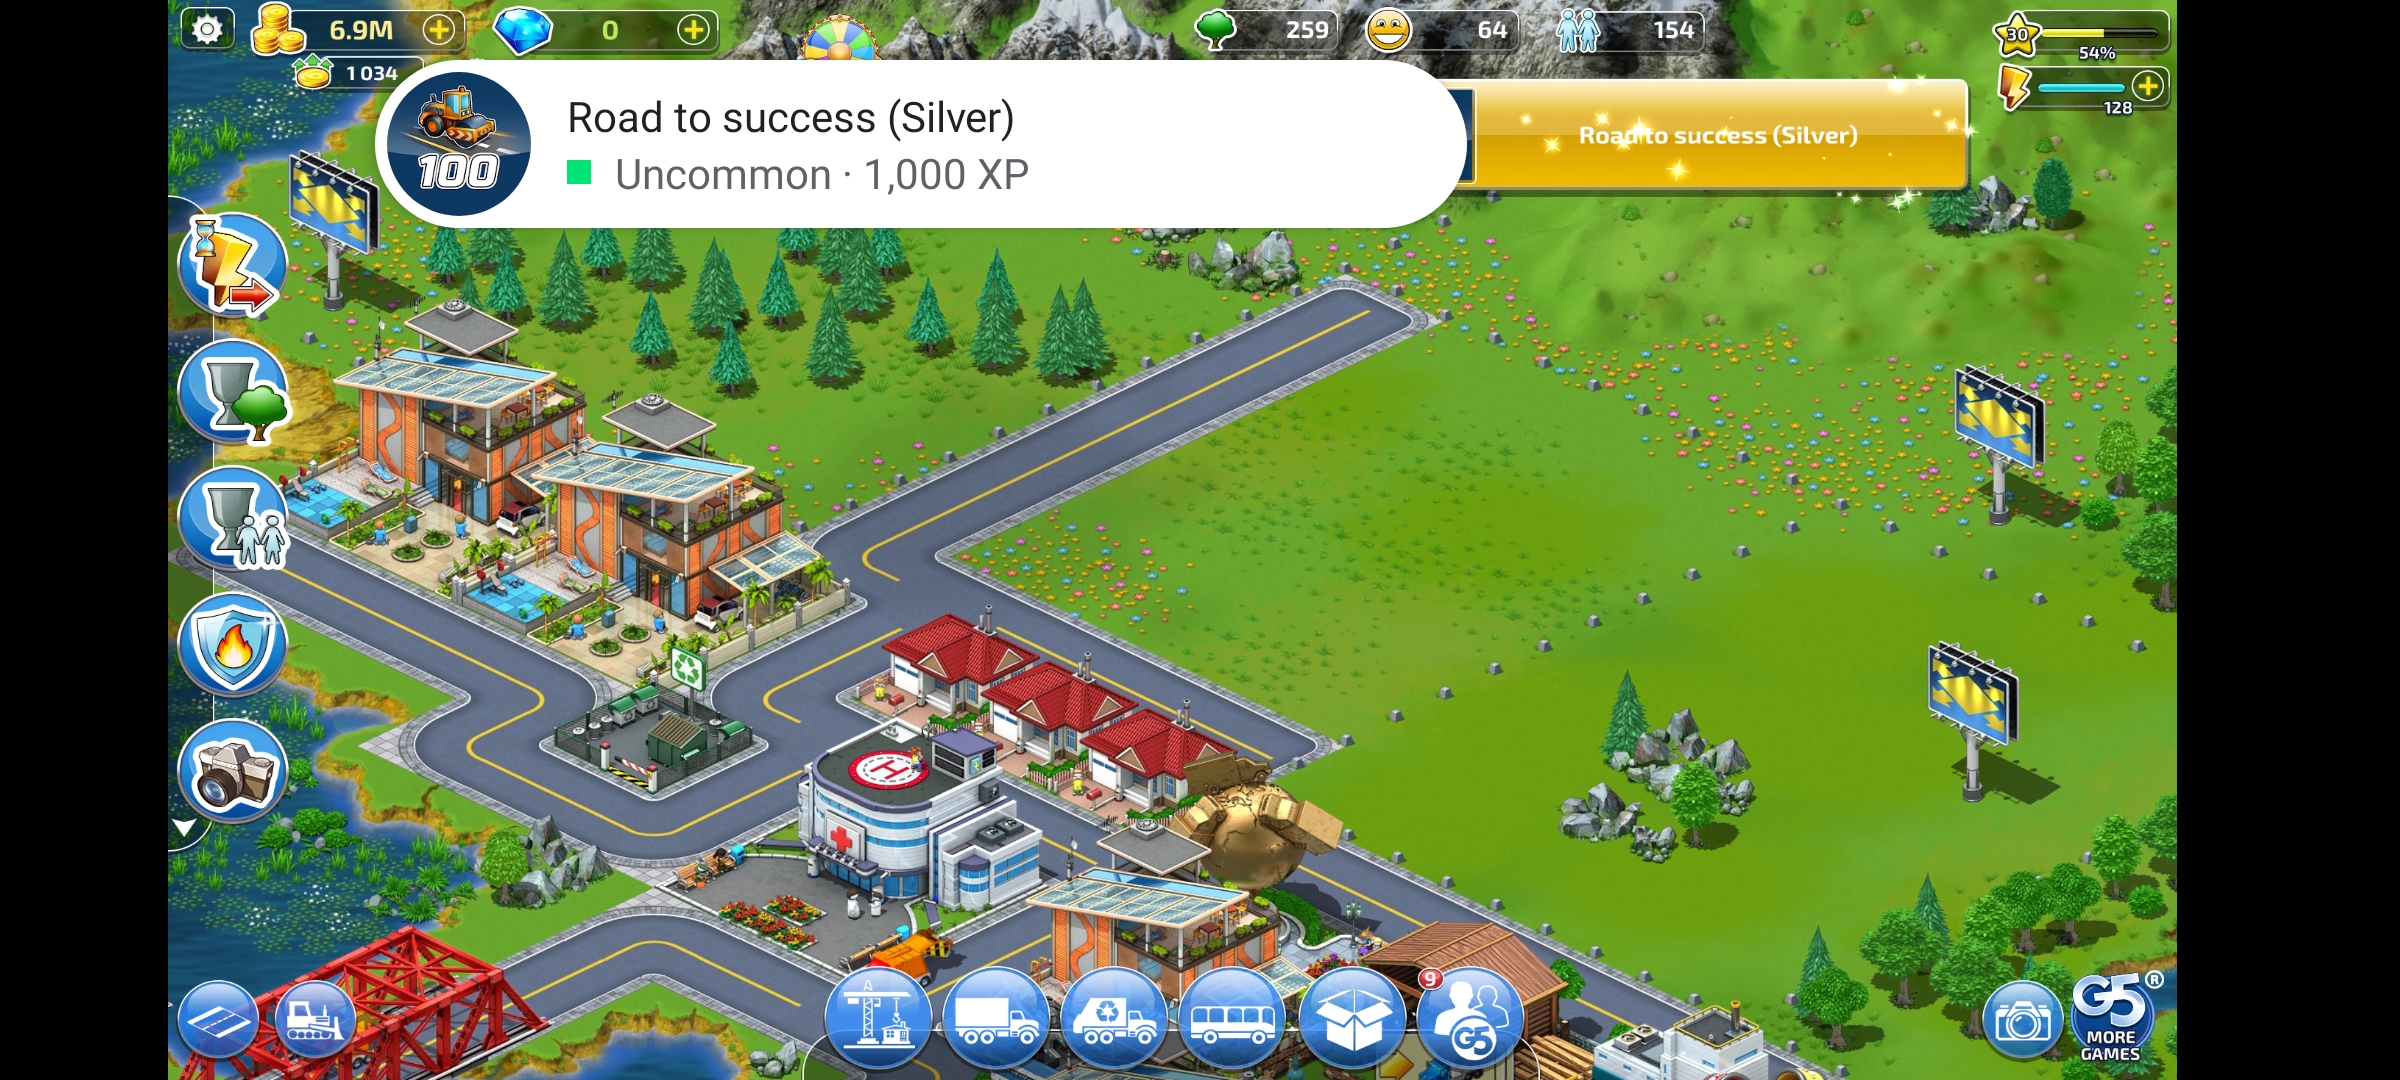 6.9M
0
259
64
154
30
54%
1 034
128
100
Road to success (Silver)
Uncommon · 1,000 XP
Road to success (Silver)
H
9
G5
G5®
MORE
GAMES